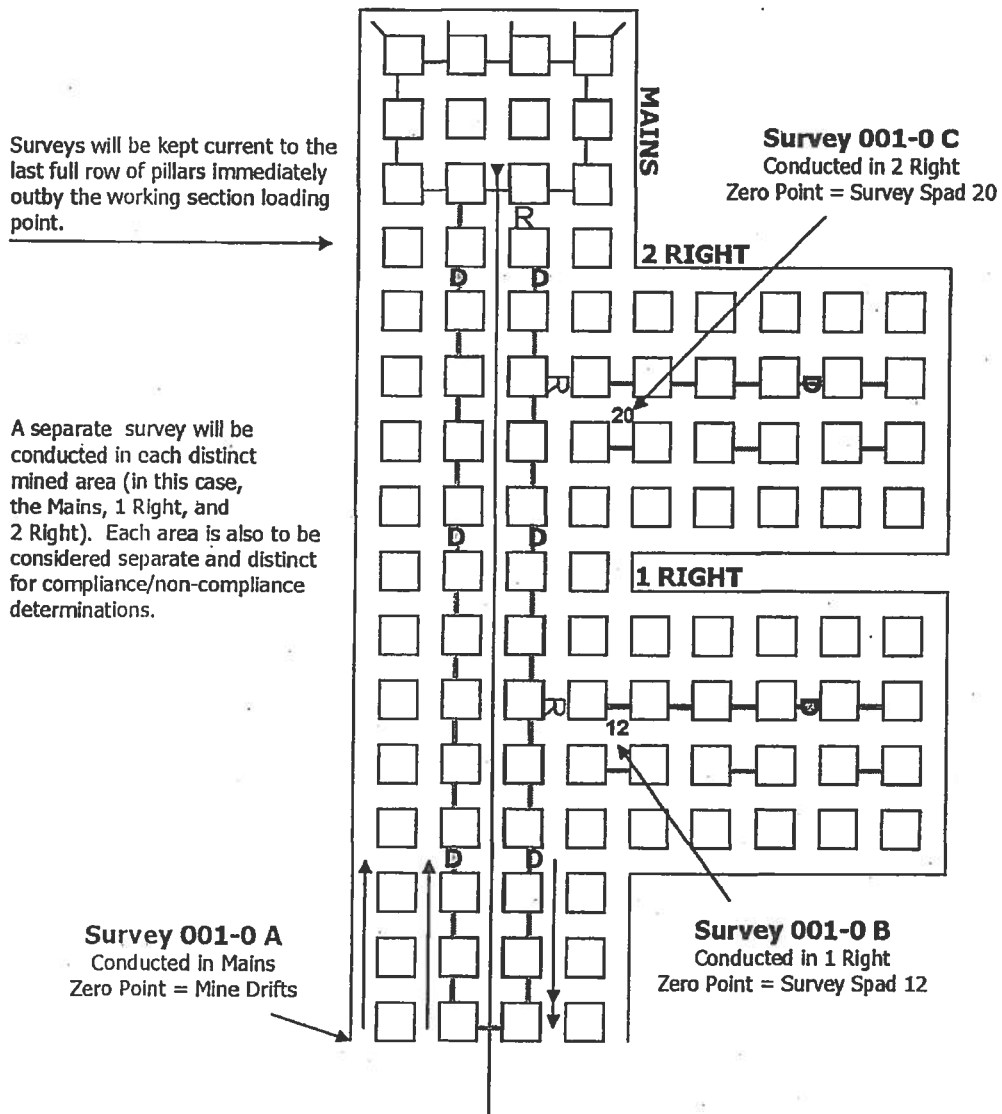 MAINS
Surveys will be kept current to the
last full row of pillars immediately
outby the working section loading
point.
Survey 001-0 C
Conducted in 2 Right
Zero Point = Survey Spad 20
R
2 RIGHT
D D
R D
20
A separate survey will be
conducted in each distinct
mined area (in this case,
the Mains, 1 Right, and
2 Right). Each area is also to be
considered separate and distinct
for compliance/non-compliance
determinations.
D D
1 RIGHT
R D
12
D D
Survey 001-0 A
Conducted in Mains
Zero Point = Mine Drifts
Survey 001-0 B
Conducted in 1 Right
Zero Point = Survey Spad 12